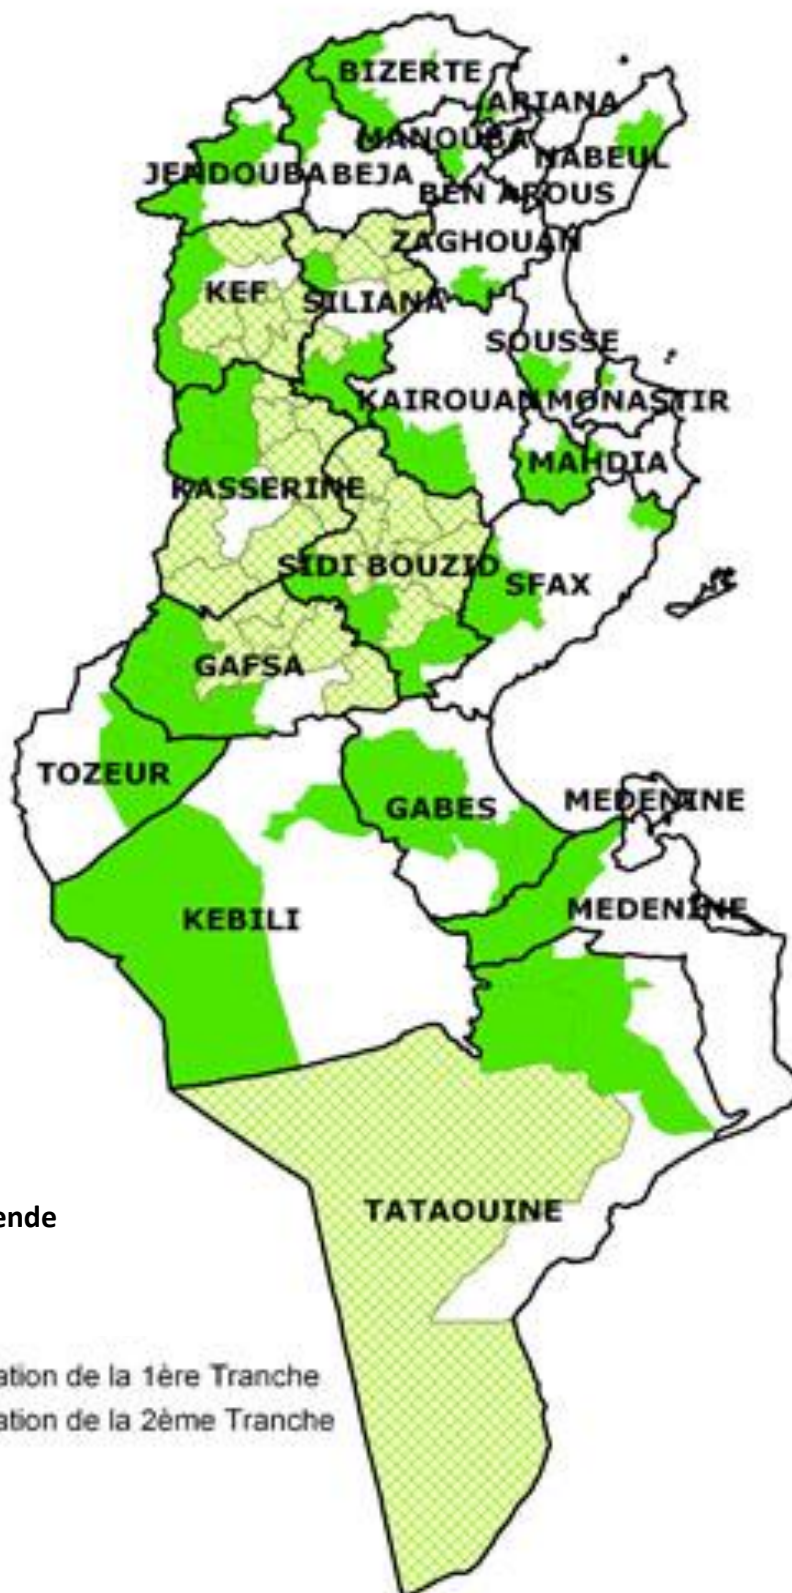 BIZERTE
ARIANA
MANOUBA
NABEUL
JENDOUBA
BEJA
BEN AROUS
ZAGHOUAN
KEF
SILIANA
SOUSSE
KAIROUAN
MONASTIR
MAHDIA
KASSERINE
SIDI BOUZID
SFAX
GAFSA
TOZEUR
GABES
MEDENINE
KEBILI
MEDENINE
TATAOUINE
ende
ation de la 1ère Tranche
ation de la 2ème Tranche